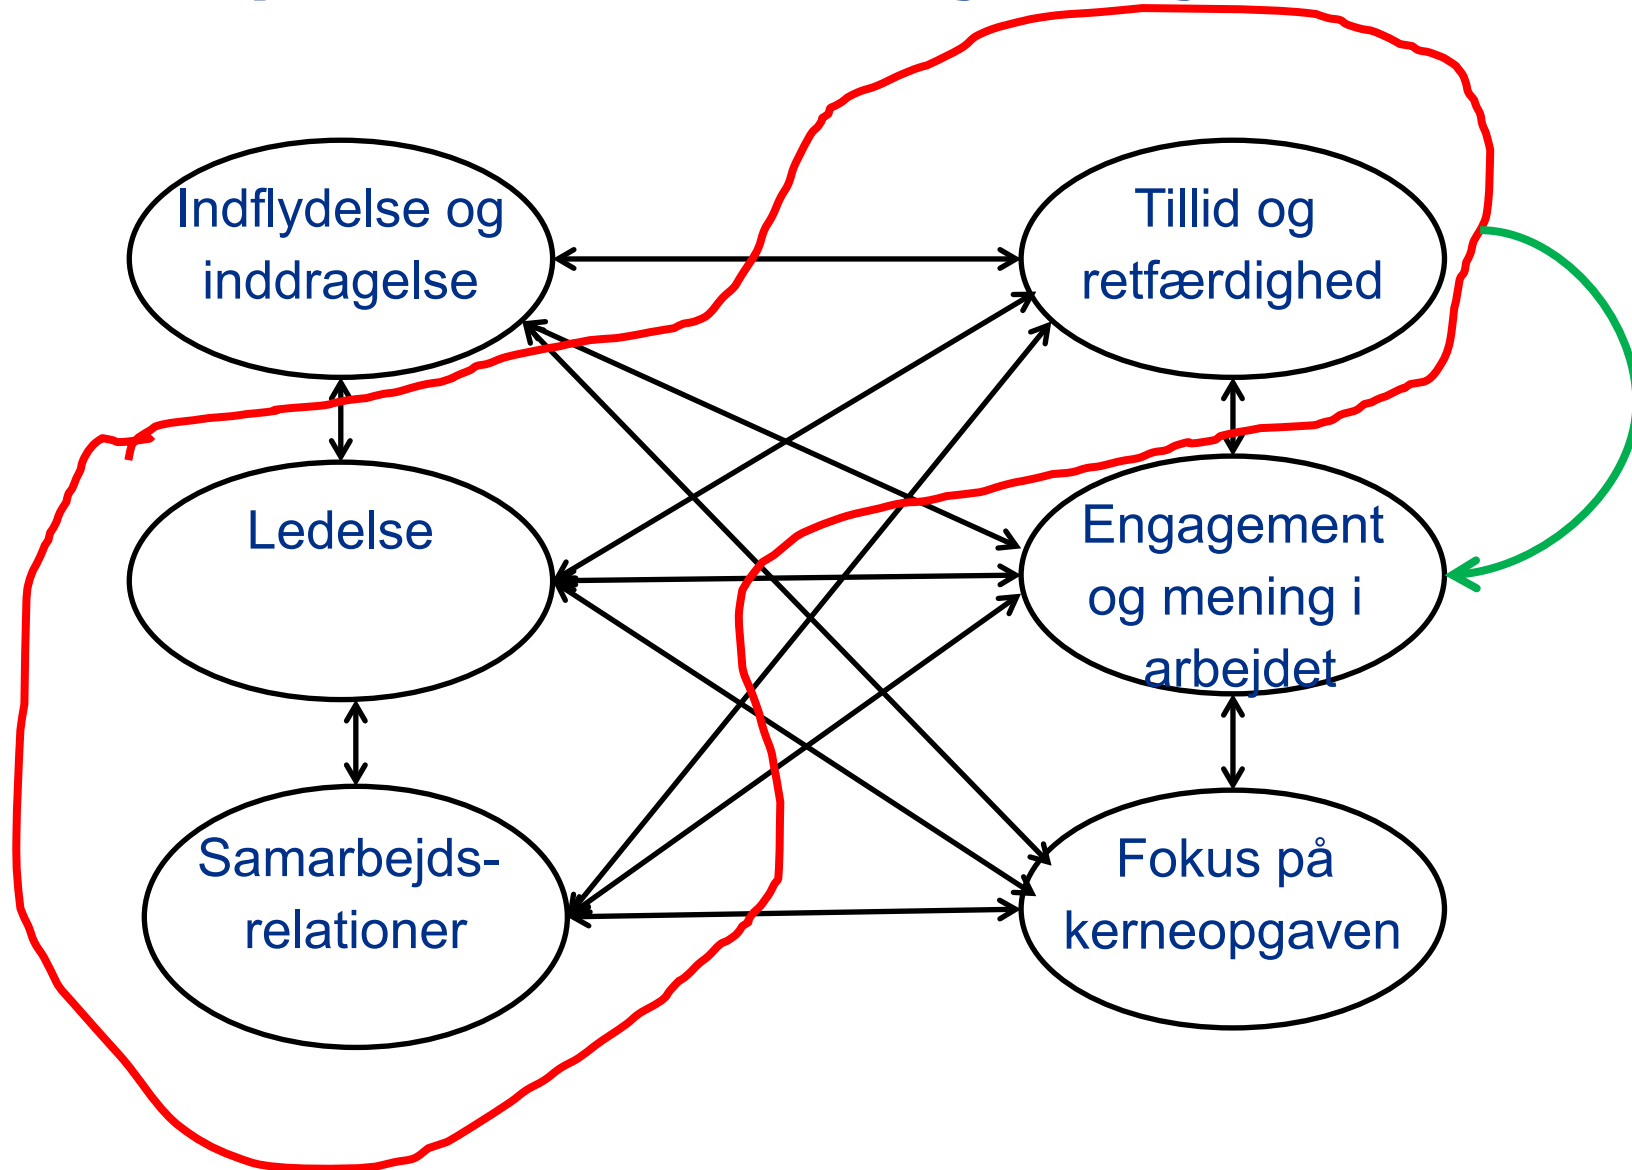 Indflydelse og
inddragelse
Tillid og
retfærdighed
Ledelse
Engagement
og mening i
arbejdet
Samarbejds-
relationer
Fokus på
kerneopgaven